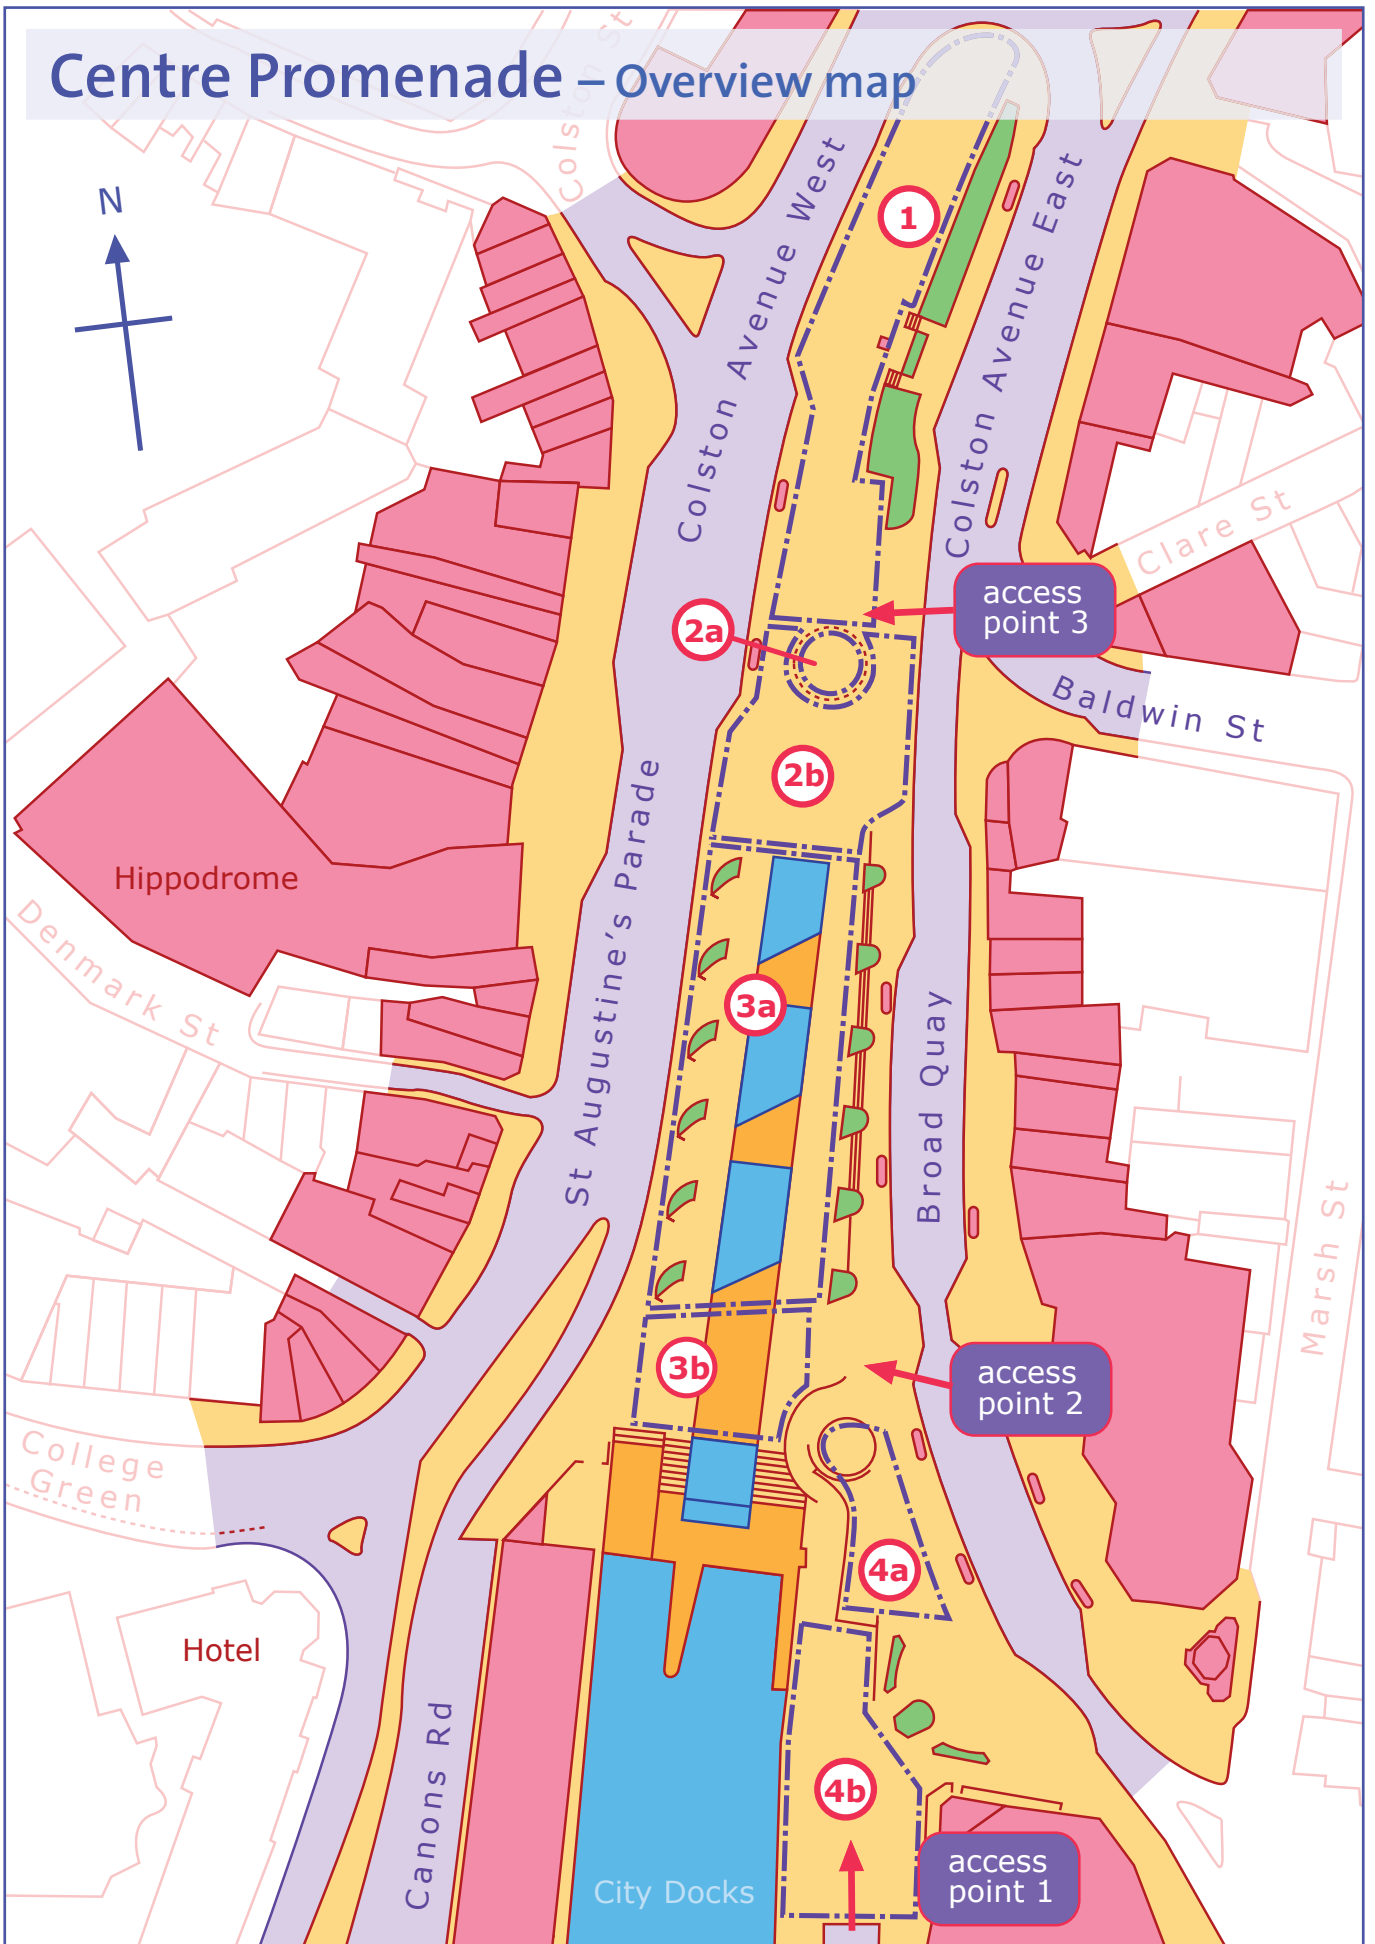 Centre Promenade – Overview map
Colston St
N
Colston Avenue West
Colston Avenue East
1
Clare St
access
point 3
2a
Baldwin St
2b
St Augustine's Parade
Hippodrome
Denmark St
3a
Broad Quay
Marsh St
3b
access
point 2
College
Green
4a
Hotel
4b
Canons Rd
access
point 1
City Docks